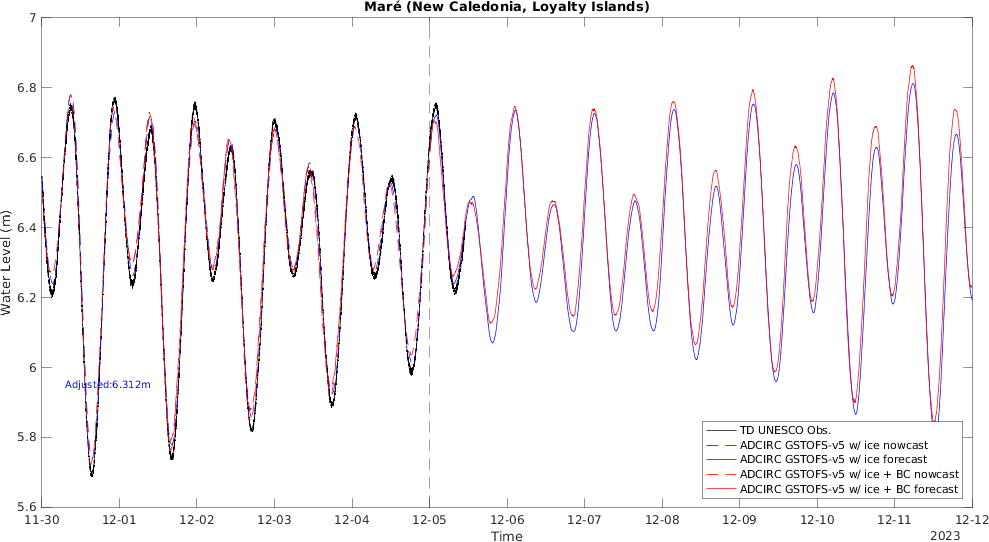 Maré (New Caledonia, Loyalty Islands)
7
6.8
6.6
6.4
6.2
6
5.8
5.6
Water Level (m)
Adjusted:6.312m
TD UNESCO Obs.
ADCIRC GSTOFS-v5 w/ ice nowcast
ADCIRC GSTOFS-v5 w/ ice forecast
ADCIRC GSTOFS-v5 w/ ice + BC nowcast
ADCIRC GSTOFS-v5 w/ ice + BC forecast
11-30 12-01 12-02 12-03 12-04 12-05 12-06 12-07 12-08 12-09 12-10 12-11 12-12
Time
2023